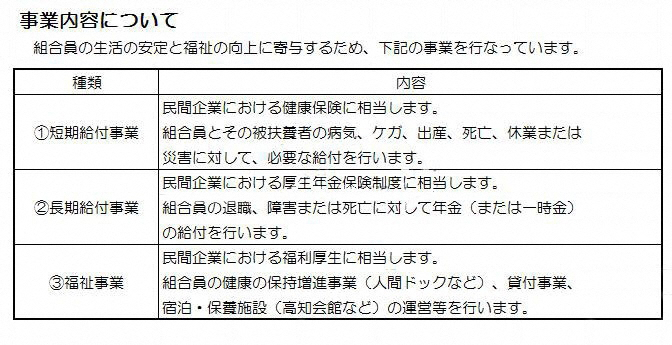 事業内容について
組合員の生活の安定と福祉の向上に寄与するため、下記の事業を行なっています。
種類
内容
①短期給付事業
民間企業における健康保険に相当します。
組合員とその被扶養者の病気、ケガ、出産、死亡、休業または
災害に対して、必要な給付を行います。
②長期給付事業
民間企業における厚生年金保険制度に相当します。
組合員の退職、障害または死亡に対して年金（または一時金）
の給付を行います。
③福祉事業
民間企業における福利厚生に相当します。
組合員の健康の保持増進事業（人間ドックなど）、貸付事業、
宿泊・保養施設（高知会館など）の運営等を行います。